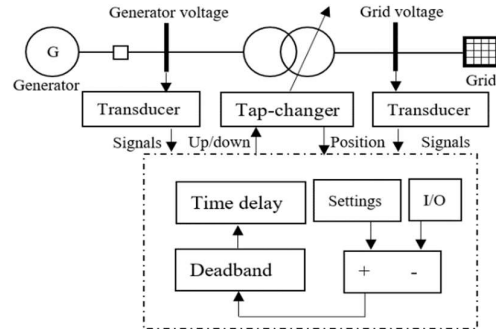 Generator voltage
Grid voltage
G
Generator
Grid
Transducer
Tap-changer
Transducer
Signals
Up/down
Position
Signals
Time delay
Settings
I/O
Deadband
+ -